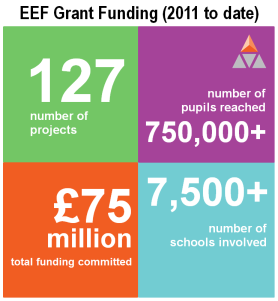 EEF Grant Funding (2011 to date)
127
number of
projects
number of
pupils reached
750,000+
£75
million
total funding committed
7,500+
number of
schools involved